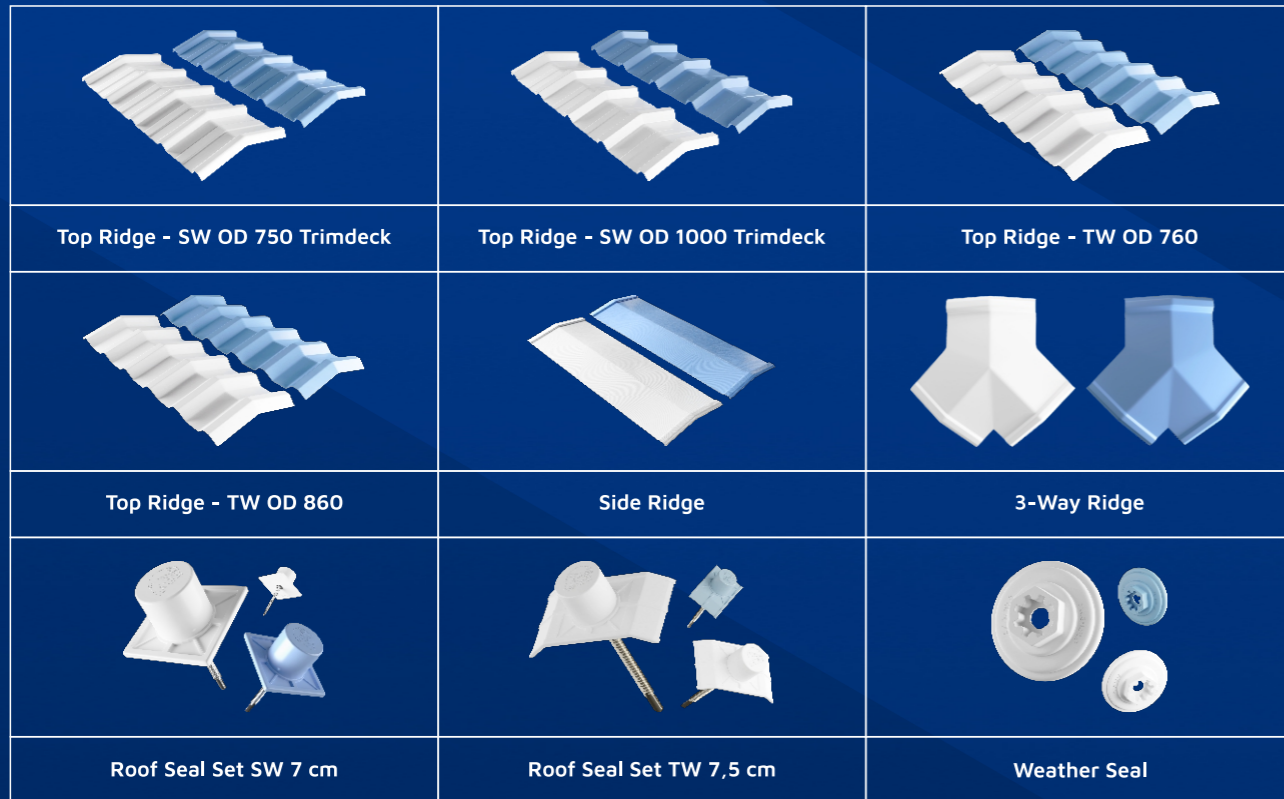 Top Ridge - SW OD 750 Trimdeck
Top Ridge - SW OD 1000 Trimdeck
Top Ridge - TW OD 760
Top Ridge - TW OD 860
Side Ridge
3-Way Ridge
Roof Seal Set SW 7 cm
Roof Seal Set TW 7,5 cm
Weather Seal